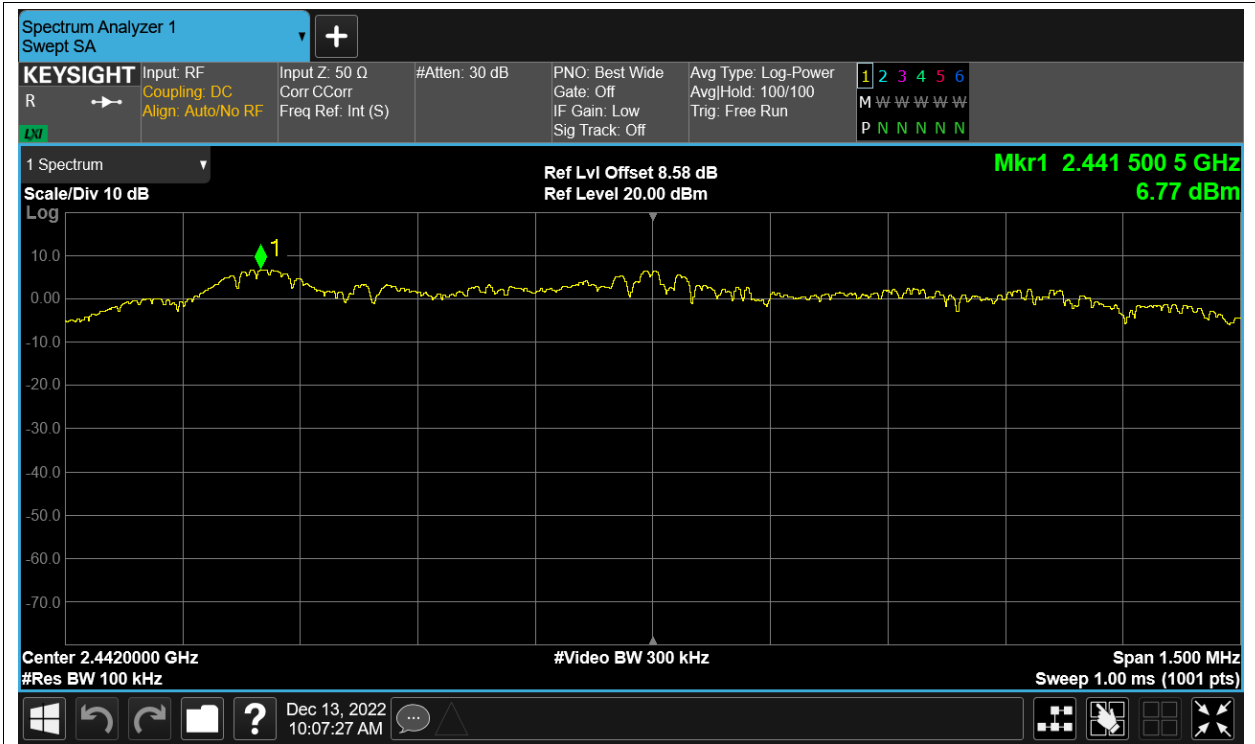 Spectrum Analyzer 1
Swept SA
KEYSIGHT
R
LXI
Input: RF
Coupling: DC
Align: Auto/No RF
Input Z: 50 Ω
Corr CCorr
Freq Ref: Int (S)
#Atten: 30 dB
PNO: Best Wide
Gate: Off
IF Gain: Low
Sig Track: Off
Avg Type: Log-Power
Avg|Hold: 100/100
Trig: Free Run
1 2 3 4 5 6
M W W W W W
P N N N N N
1 Spectrum
Scale/Div 10 dB
Log
Ref Lvl Offset 8.58 dB
Ref Level 20.00 dBm
Mkr1 2.441 500 5 GHz
6.77 dBm
1
10.0
0.00
-10.0
-20.0
-30.0
-40.0
-50.0
-60.0
-70.0
Center 2.4420000 GHz
#Res BW 100 kHz
#Video BW 300 kHz
Span 1.500 MHz
Sweep 1.00 ms (1001 pts)
?
Dec 13, 2022
10:07:27 AM